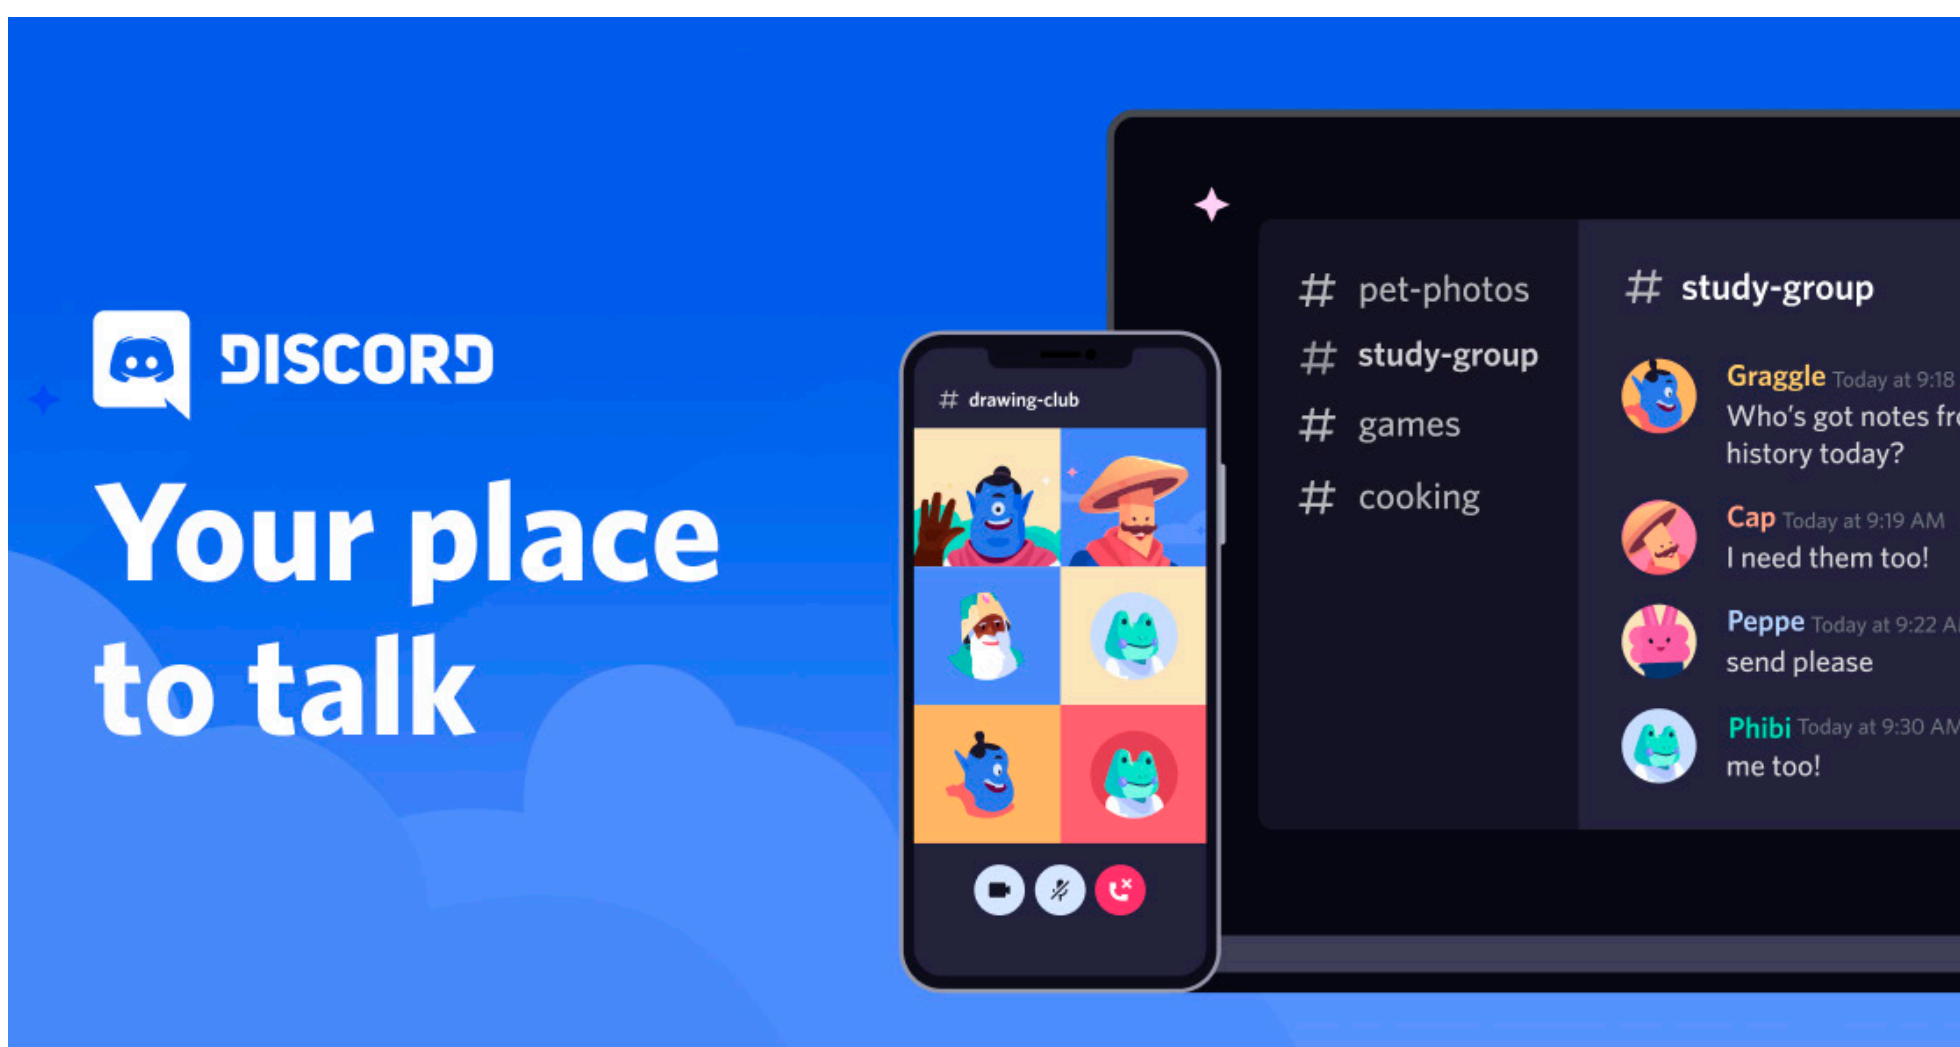 DISCORD
Your place
to talk
# drawing-club
# pet-photos
# study-group
# games
# cooking
# study-group
Graggle Today at 9:18
Who's got notes
history today?
Cap Today at 9:19 AM
I need them too!
Peppe Today at 9:22
send please
Phibi Today at 9:30 AM
me too!